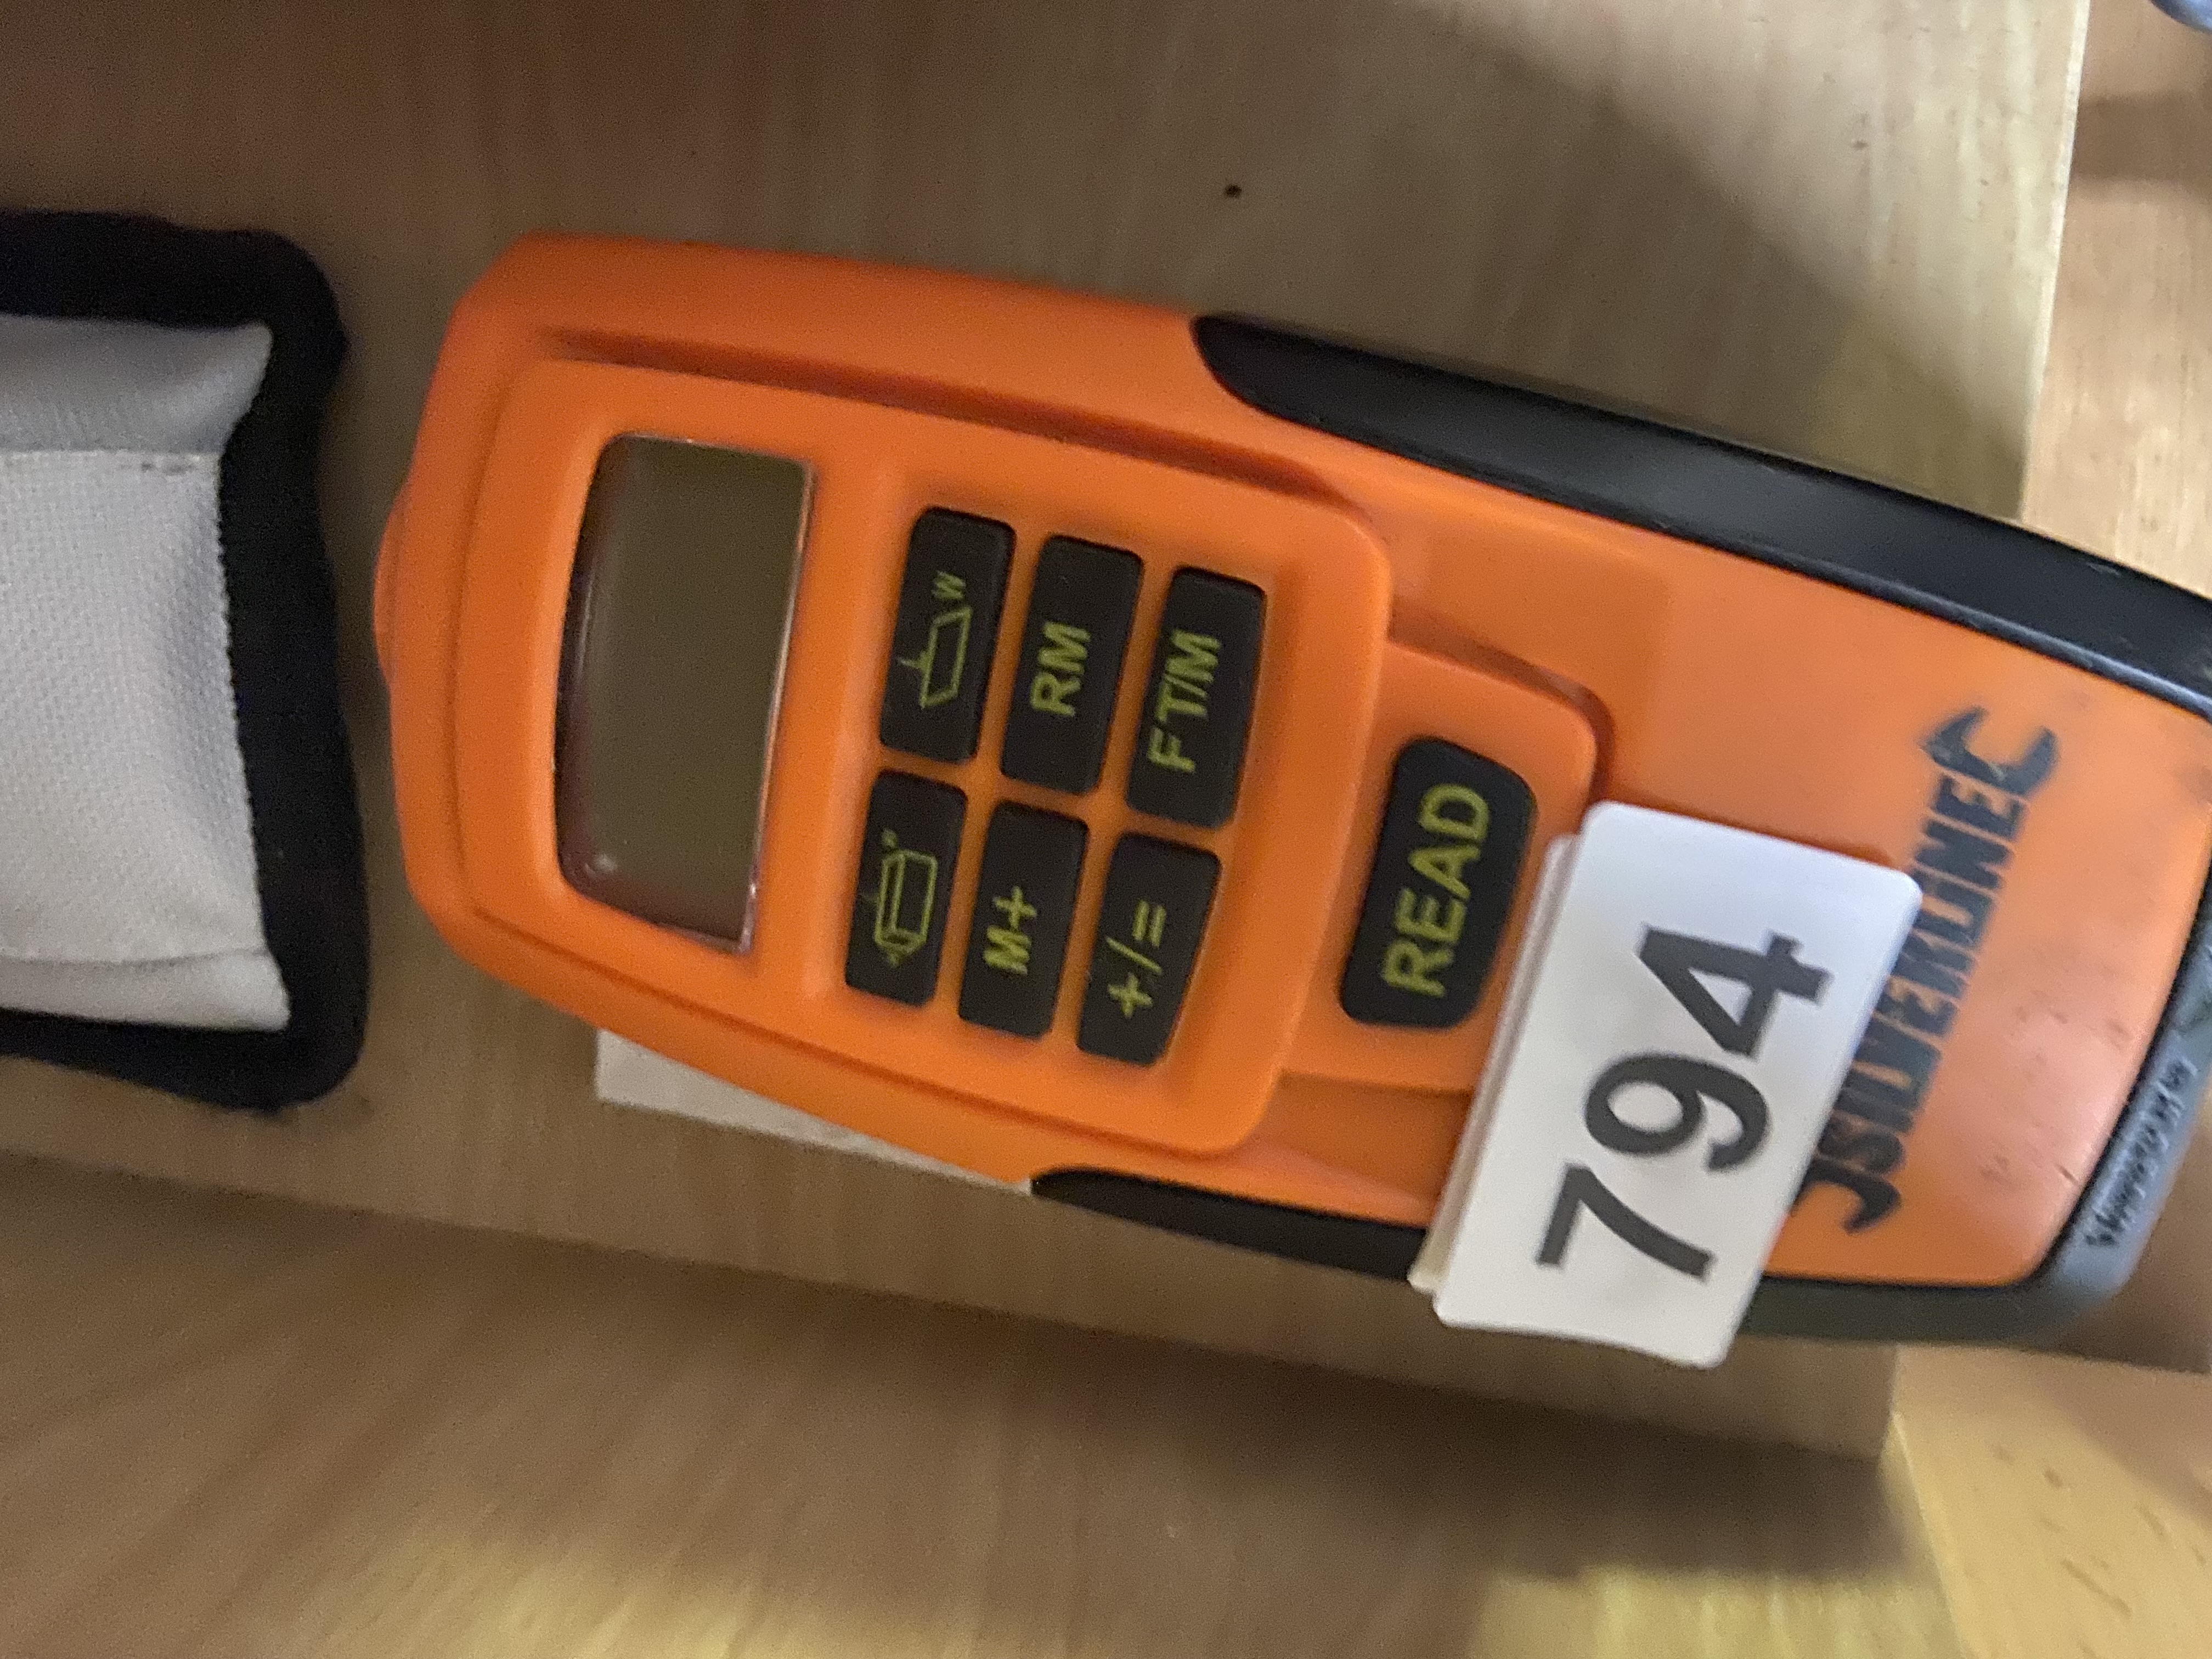 W
M+ RM
+/= FT/M
READ
794
SILVERLINE